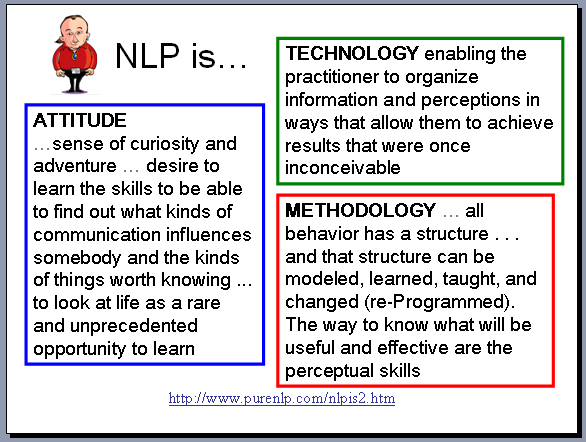 NLP is…
ATTITUDE
…sense of curiosity and
adventure … desire to
learn the skills to be able
to find out what kinds of
communication influences
somebody and the kinds
of things worth knowing ...
to look at life as a rare
and unprecedented
opportunity to learn
TECHNOLOGY enabling the
practitioner to organize
information and perceptions in
ways that allow them to achieve
results that were once
inconceivable
METHODOLOGY … all
behavior has a structure . . .
and that structure can be
modeled, learned, taught, and
changed (re-Programmed).
The way to know what will be
useful and effective are the
perceptual skills
http://www.purenlp.com/nlpis2.htm